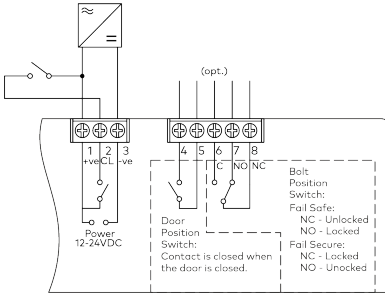 (opt.)
1 2 3 4 5 6 7 8
+ve CL -ve C NO NC
Power
12-24VDC
Door
Position
Switch:
Contact is closed when
the door is closed.
Bolt
Position
Switch:
Fail Safe:
NC - Unlocked
NO - Locked
Fail Secure:
NC - Locked
NO - Unocked